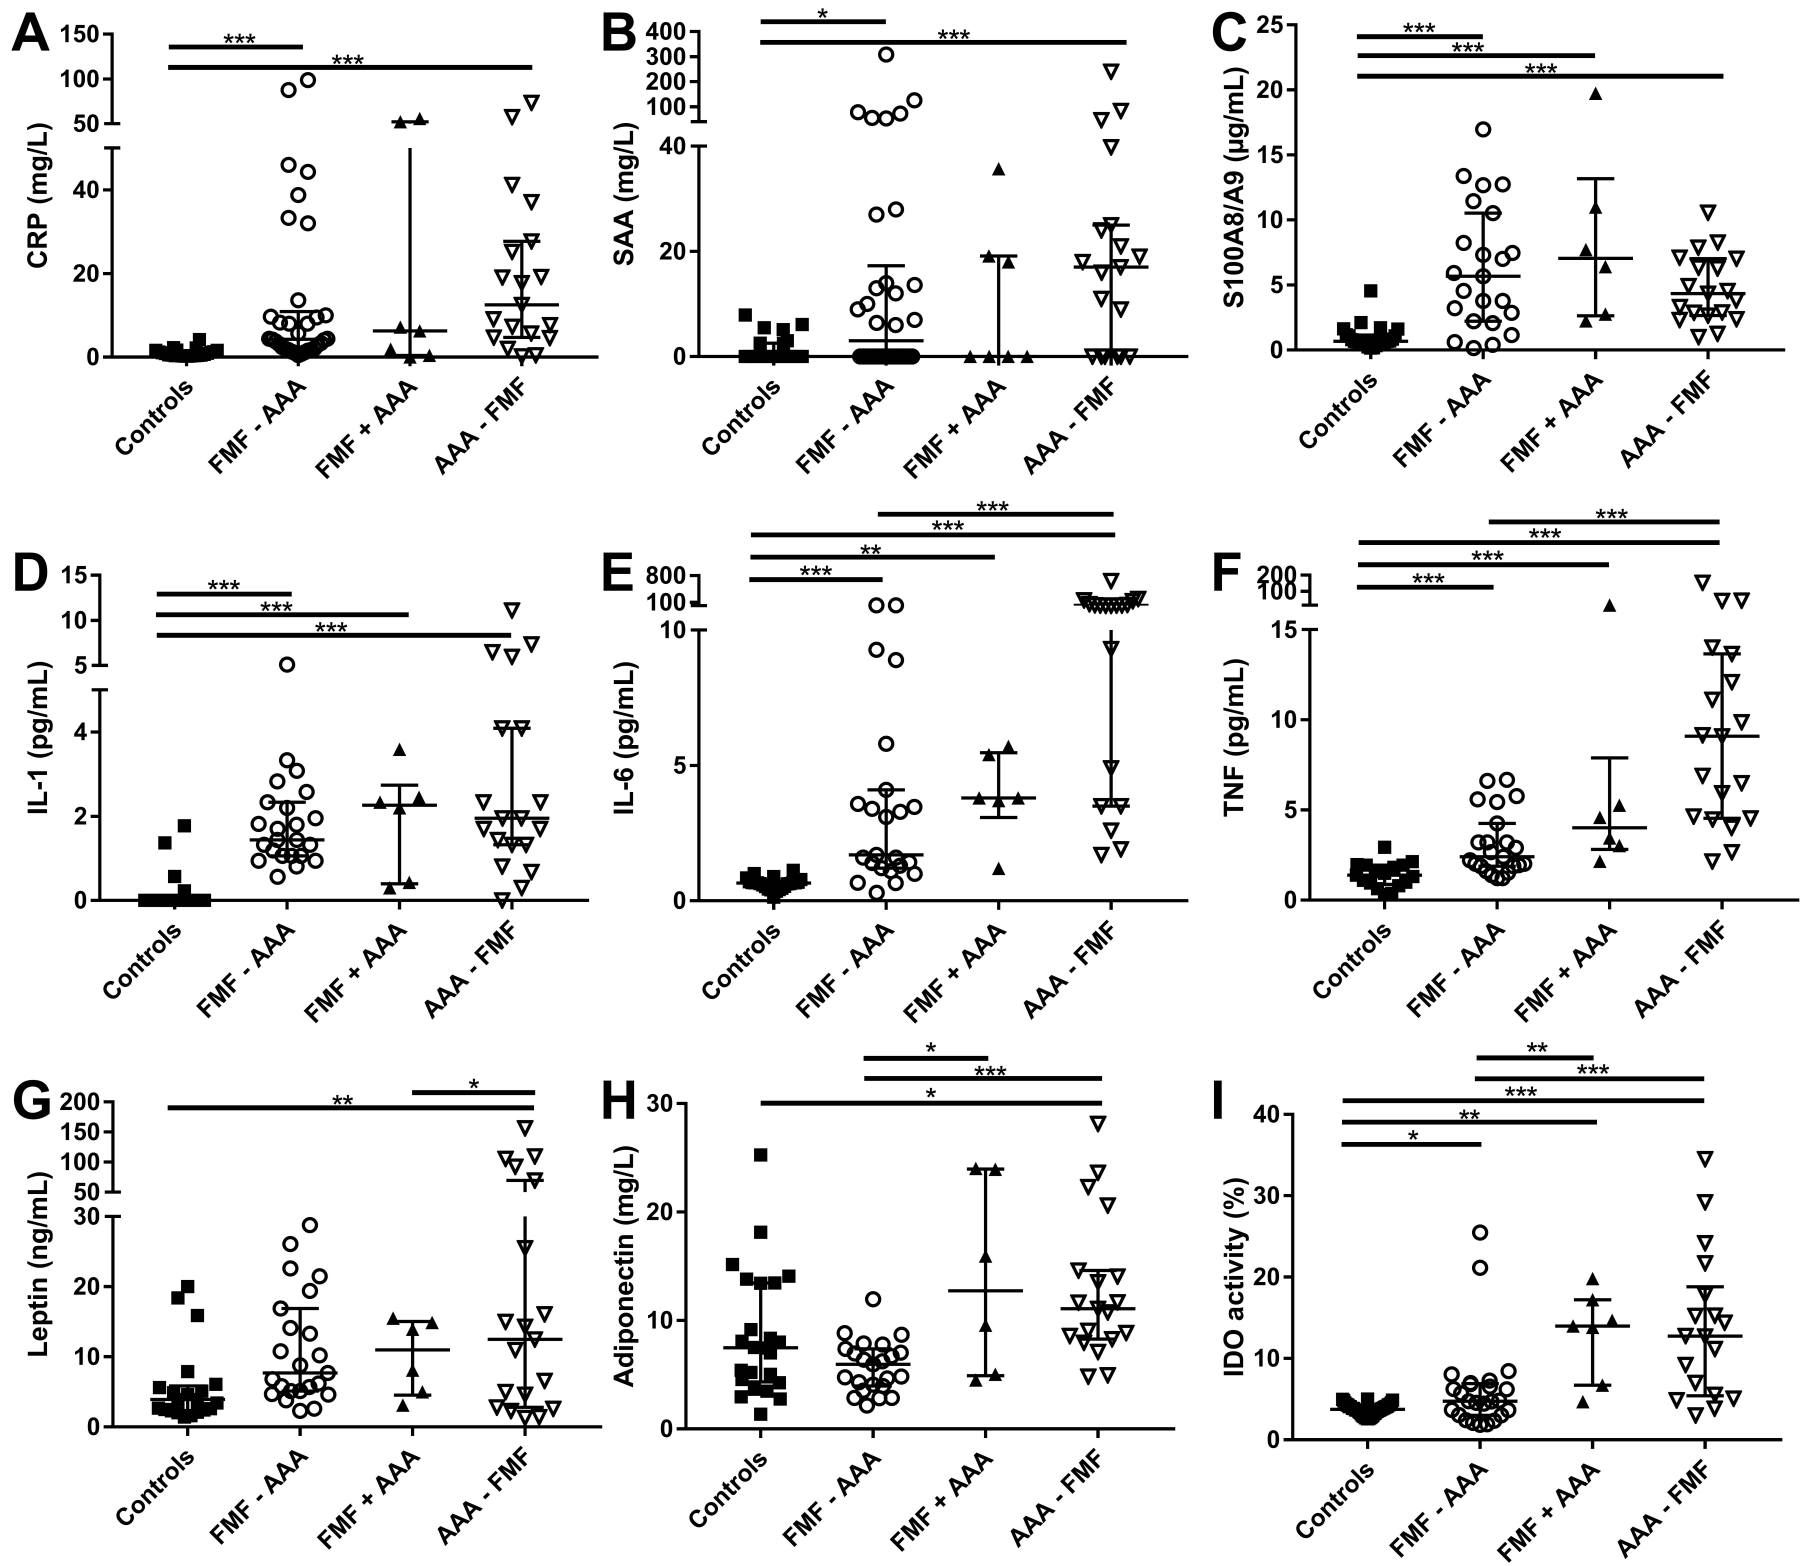 A
CRP (mg/L)
150
100
50
40
20
0
***
***
Controls
FMF - AAA
FMF + AAA
AAA - FMF
B
SAA (mg/L)
400
300
200
100
40
20
0
*
***
Controls
FMF - AAA
FMF + AAA
AAA - FMF
C
S100A8/A9 (µg/mL)
25
20
15
10
5
0
***
***
***
Controls
FMF - AAA
FMF + AAA
AAA - FMF
D
IL-1 (pg/mL)
15
10
5
4
2
0
***
***
***
Controls
FMF - AAA
FMF + AAA
AAA - FMF
E
IL-6 (pg/mL)
800
100
10
5
0
***
***
**
***
Controls
FMF - AAA
FMF + AAA
AAA - FMF
F
TNF (pg/mL)
200
100
15
10
5
0
***
***
***
***
Controls
FMF - AAA
FMF + AAA
AAA - FMF
G
Leptin (ng/mL)
200
150
100
50
30
20
10
0
*
**
Controls
FMF - AAA
FMF + AAA
AAA - FMF
H
Adiponectin (mg/L)
30
20
10
0
*
***
*
Controls
FMF - AAA
FMF + AAA
AAA - FMF
I
IDO activity (%)
40
30
20
10
0
**
***
***
**
*
Controls
FMF - AAA
FMF + AAA
AAA - FMF